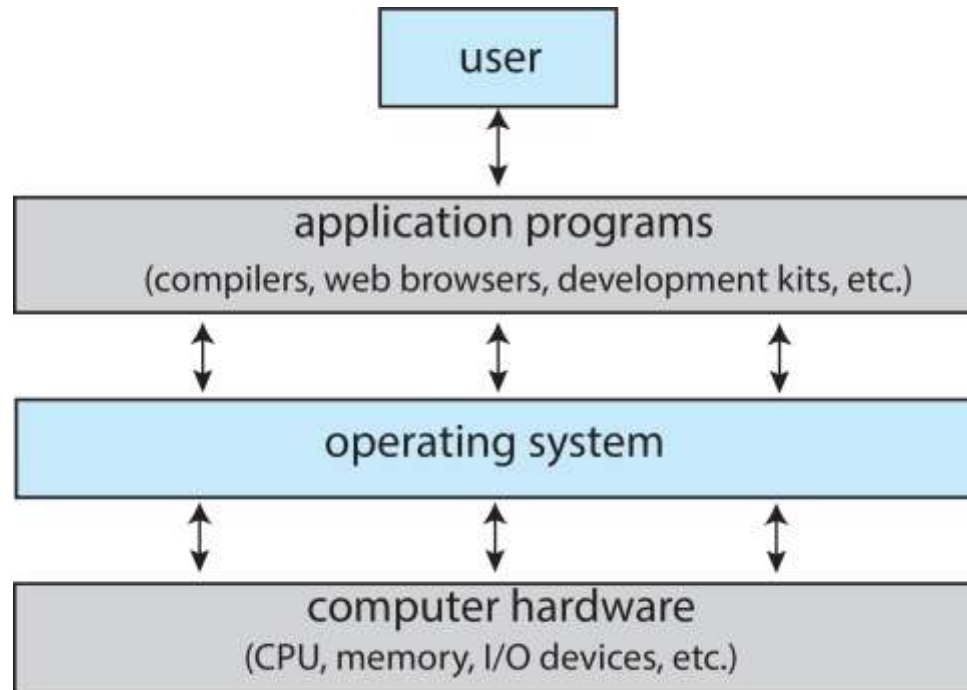 user
application programs
(compilers, web browsers, development kits, etc.)
operating system
computer hardware
(CPU, memory, I/O devices, etc.)